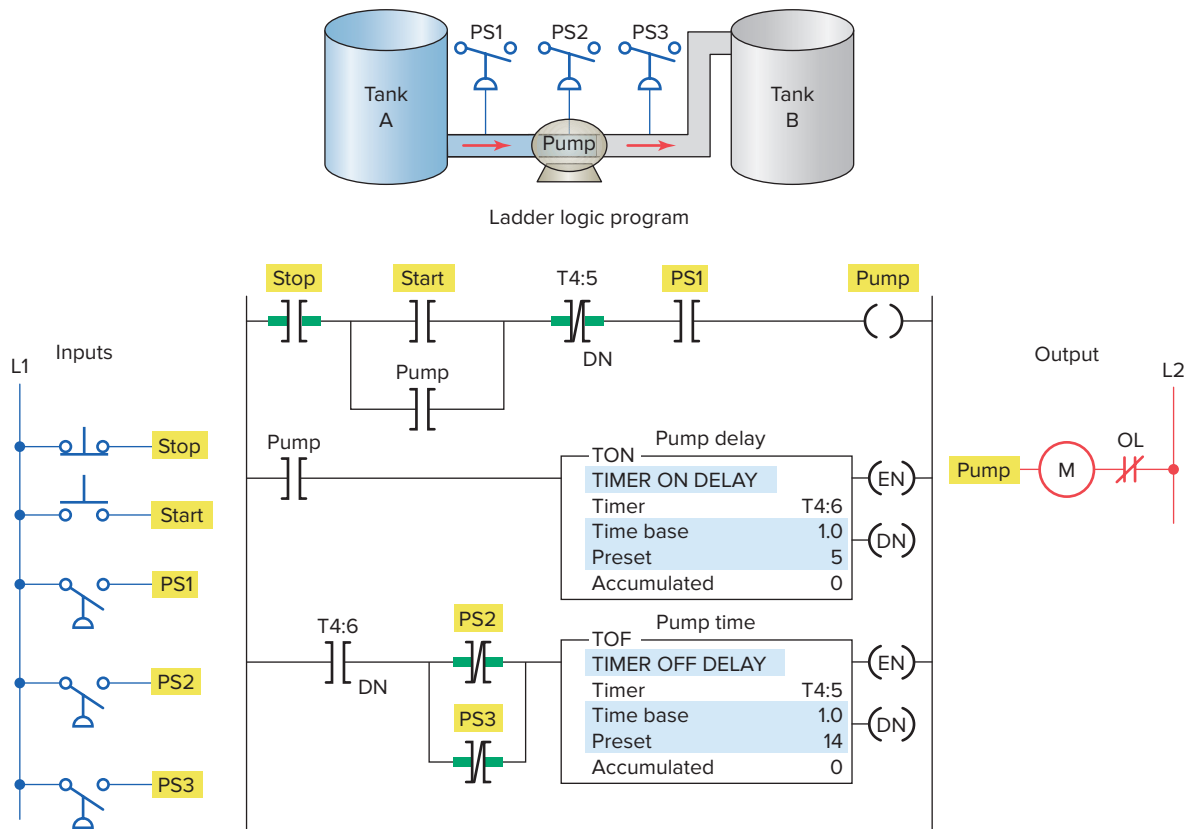 PS1 PS2 PS3
Tank
A
Pump
Tank
B
Ladder logic program
Stop Start T4:5 PS1 Pump
DN
Pump
Inputs
L1
Stop
Start
PS1
PS2
PS3
Pump
Pump delay
TON
TIMER ON DELAY
Timer T4:6
Time base 1.0
Preset 5
Accumulated 0
EN
DN
T4:6
DN
PS2
PS3
Pump time
TOF
TIMER OFF DELAY
Timer T4:5
Time base 1.0
Preset 14
Accumulated 0
EN
DN
Output
L2
Pump M OL